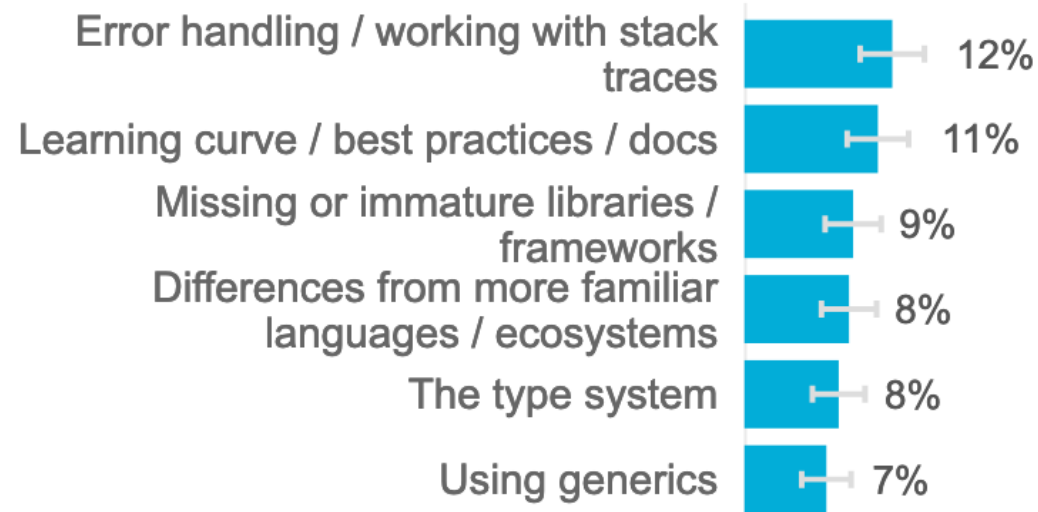 Error handling / working with stack
traces
12%
Learning curve / best practices / docs
11%
Missing or immature libraries /
frameworks
9%
Differences from more familiar
languages / ecosystems
8%
The type system
8%
Using generics
7%